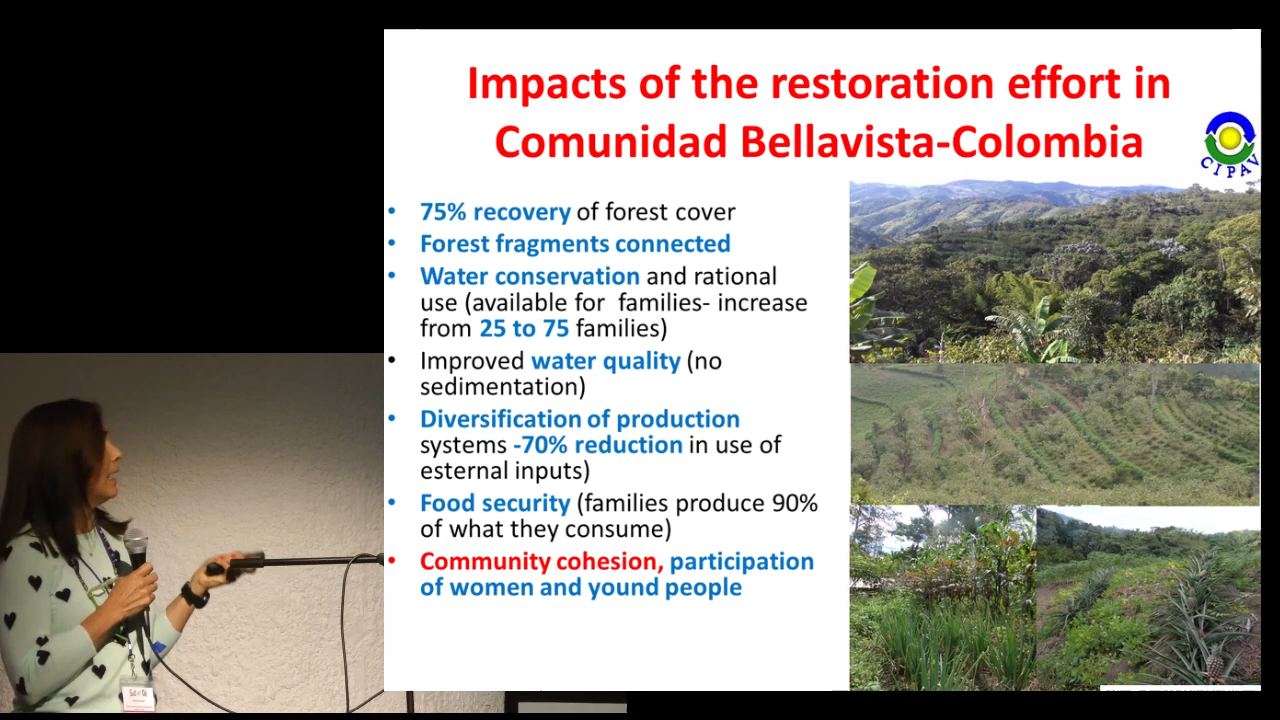 Impacts of the restoration effort in
Comunidad Bellavista-Colombia
CIPAV
• 75% recovery of forest cover
• Forest fragments connected
• Water conservation and rational
use (available for families- increase
from 25 to 75 families)
• Improved water quality (no
sedimentation)
• Diversification of production
systems -70% reduction in use of
esternal inputs)
• Food security (families produce 90%
of what they consume)
• Community cohesion, participation
of women and yound people